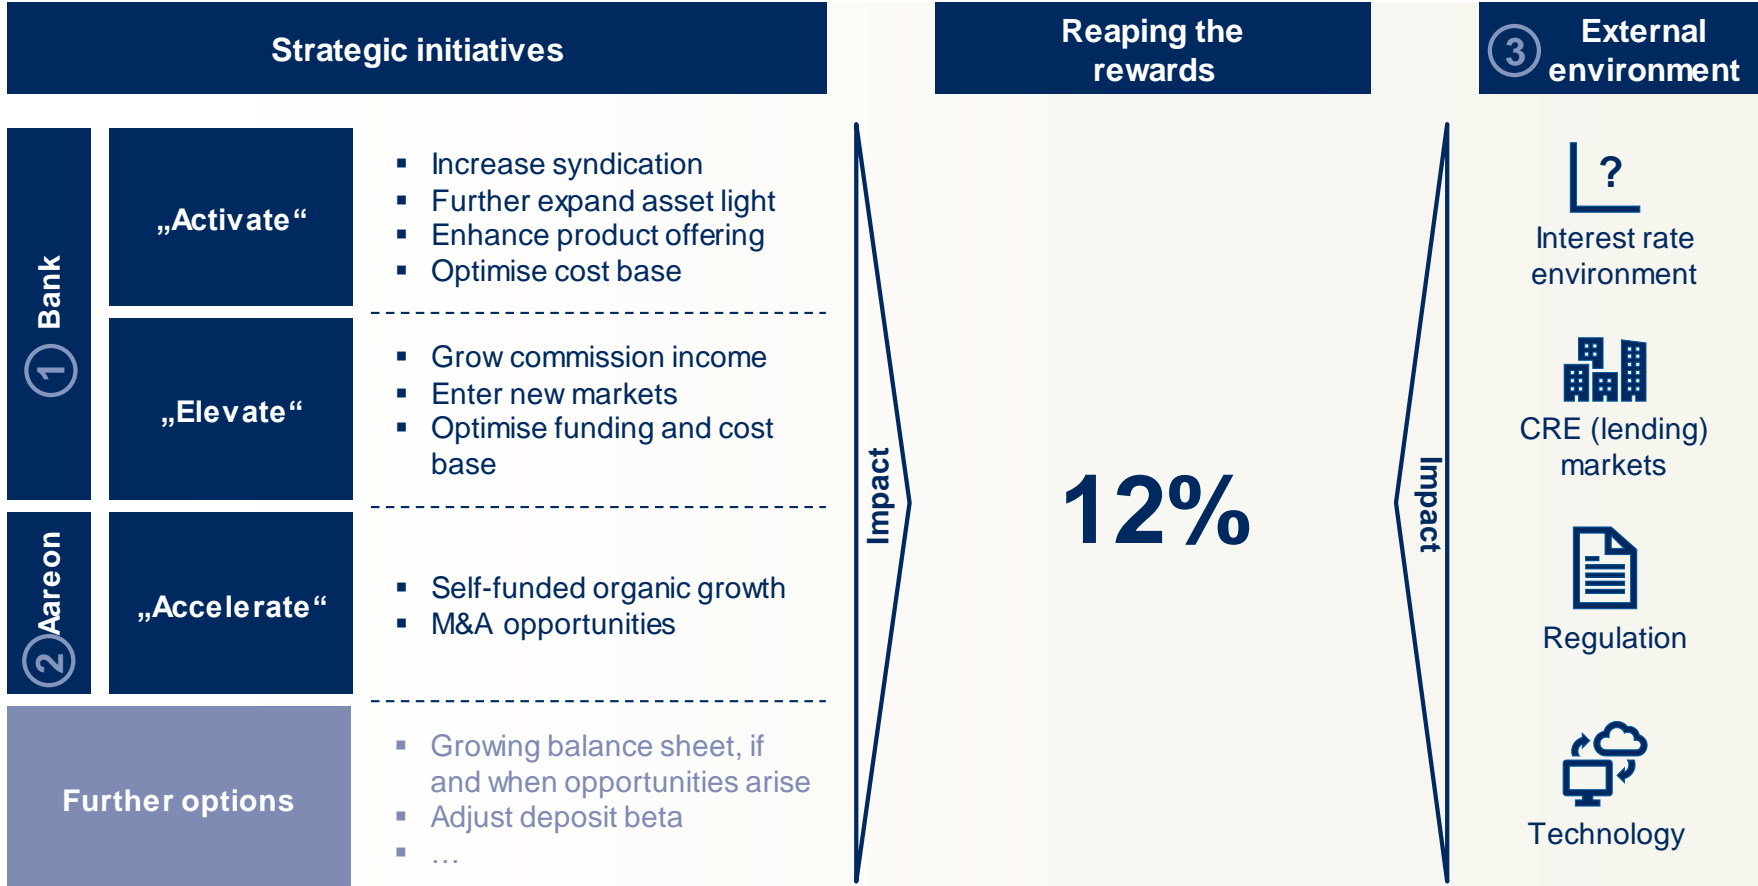 Strategic initiatives
Reaping the
rewards
3
External
environment
1 Bank
„Activate“
▪ Increase syndication
▪ Further expand asset light
▪ Enhance product offering
▪ Optimise cost base
„Elevate“
▪ Grow commission income
▪ Enter new markets
▪ Optimise funding and cost
base
2 Aareon
„Accelerate“
▪ Self-funded organic growth
▪ M&A opportunities
Further options
▪ Growing balance sheet, if
and when opportunities arise
▪ Adjust deposit beta
▪ …
Impact
12%
Impact
?
Interest rate
environment
CRE (lending)
markets
Regulation
Technology